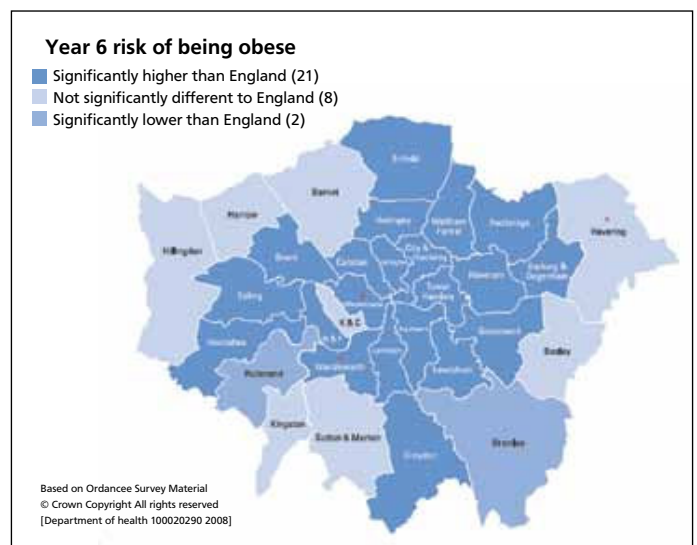 Year 6 risk of being obese
Significantly higher than England (21)
Not significantly different to England (8)
Significantly lower than England (2)
Enfield
Barnet
Harrow
Haringey
Waltham
Forest
Redbridge
Havering
Hillingdon
Brent
Camden
City &
Hackney
Barking &
Dagenham
Newham
Ealing
Tower
Hamlets
K & C
Hounslow
Greenwich
Bexley
Richmond
Wandsworth
Lewisham
Kingston
Sutton & Merton
Croydon
Bromley
Based on Ordancee Survey Material
© Crown Copyright All rights reserved
[Department of health 100020290 2008]